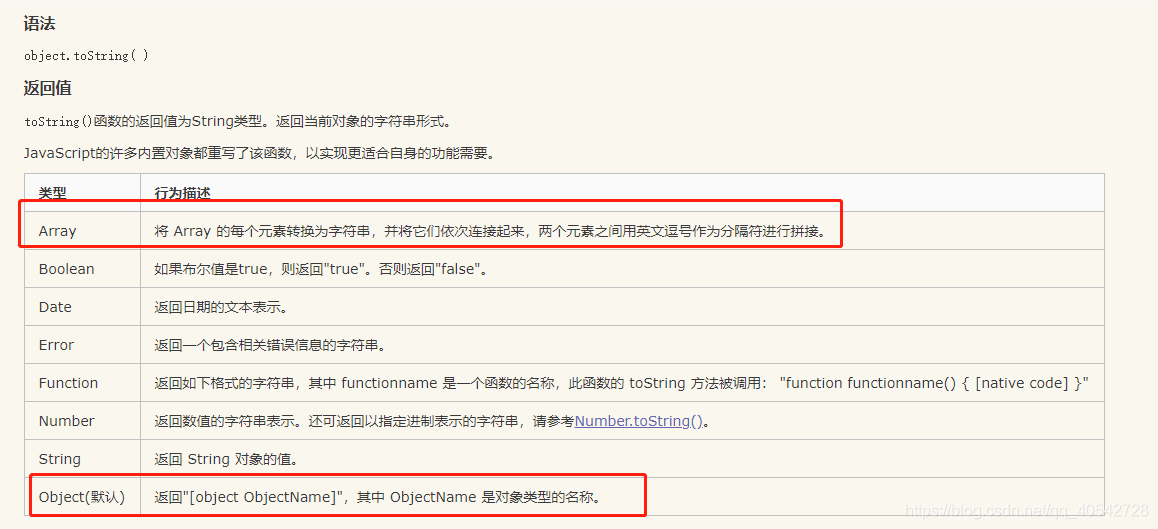 语法
object.toString( )
返回值
toString()函数的返回值为String类型。返回当前对象的字符串形式。
JavaScript的许多内置对象都重写了该函数，以实现更适合自身的功能需要。
类型 行为描述
Array 将 Array 的每个元素转换为字符串，并将它们依次连接起来，两个元素之间用英文逗号作为分隔符进行拼接。
Boolean 如果布尔值是true，则返回"true"。否则返回"false"。
Date 返回日期的文本表示。
Error 返回一个包含相关错误信息的字符串。
Function 返回如下格式的字符串，其中 functionname 是一个函数的名称，此函数的 toString 方法被调用： "function functionname() { [native code] }"
Number 返回数值的字符串表示。还可返回以指定进制表示的字符串，请参考Number.toString()。
String 返回 String 对象的值。
Object(默认) 返回"[object ObjectName]"，其中 ObjectName 是对象类型的名称。
https://blog.csdn.net/qq_40542728